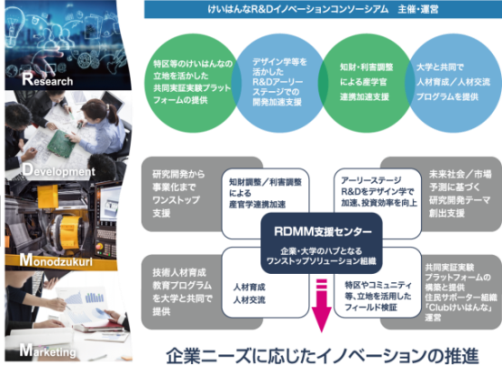 けいはんなR&Dイノベーションコンソーシアム 主催・運営
特区等のけいはんなの
立地を活かした
共同実証実験プラット
フォームの提供
デザイン学等を
活かした
R&Dアーリー
ステージでの
開発加速支援
知財・利害調整
による産学官
連携加速支援
大学と共同で
人材育成/人材交流
プログラムを提供
Research
Development
Monodzukuri
Marketing
研究開発から
事業化まで
ワンストップ
支援
知財調整/利害調整
による
産官学連携加速
アーリーステージ
R&Dをデザイン学で
加速、投資効率を向上
未来社会/市場
予測に基づく
研究開発テーマ
創出支援
RDMM支援センター
企業・大学のハブとなる
ワンストップソリューション組織
技術人材育成
教育プログラム
を大学と共同で
提供
人材育成
人材交流
特区やコミュニティ
等、立地を活用した
フィールド検証
共同実証実験
プラットフォームの
構築と提供
住民サポーター組織
「Clubけいはんな」
運営
企業ニーズに応じたイノベーションの推進